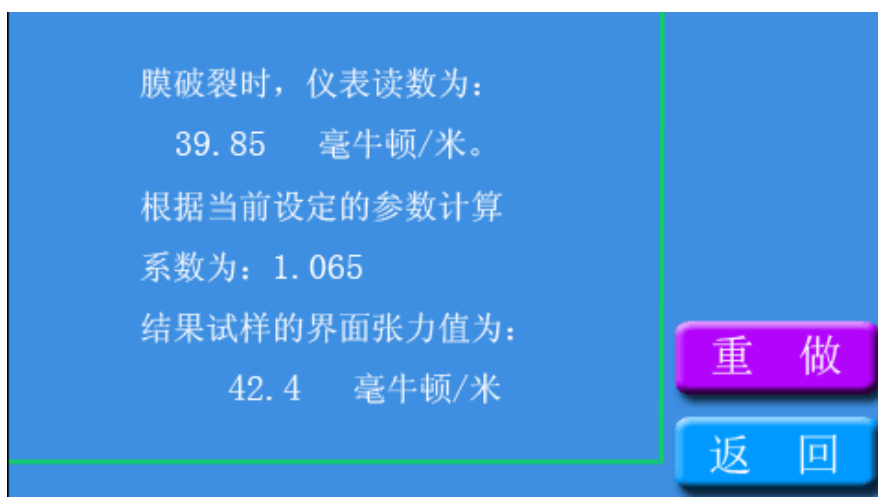 膜破裂时，仪表读数为：
39.85 毫牛顿/米。
根据当前设定的参数计算
系数为：1.065
结果试样的界面张力值为：
42.4 毫牛顿/米
重 做
返 回